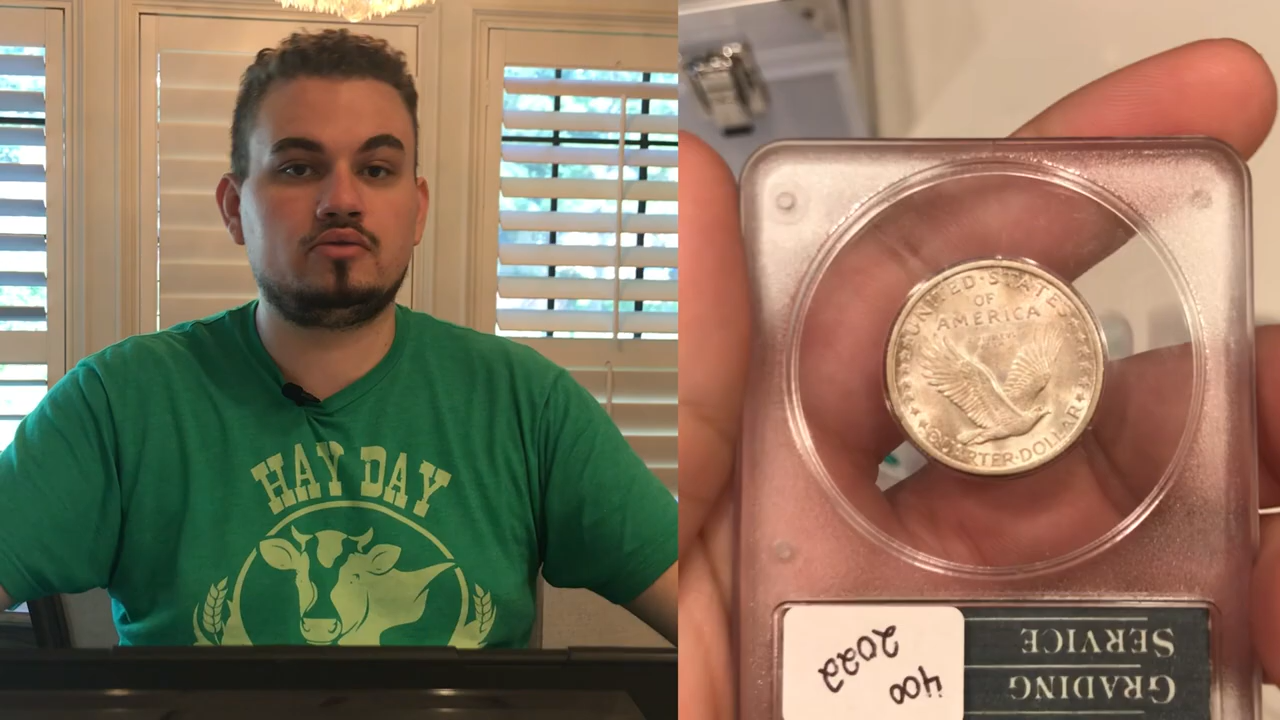 HAY DAY
UNITED·STATES
OF
AMERICA
QUARTER·DOLLAR
GRADING
SERVICE
400
2022